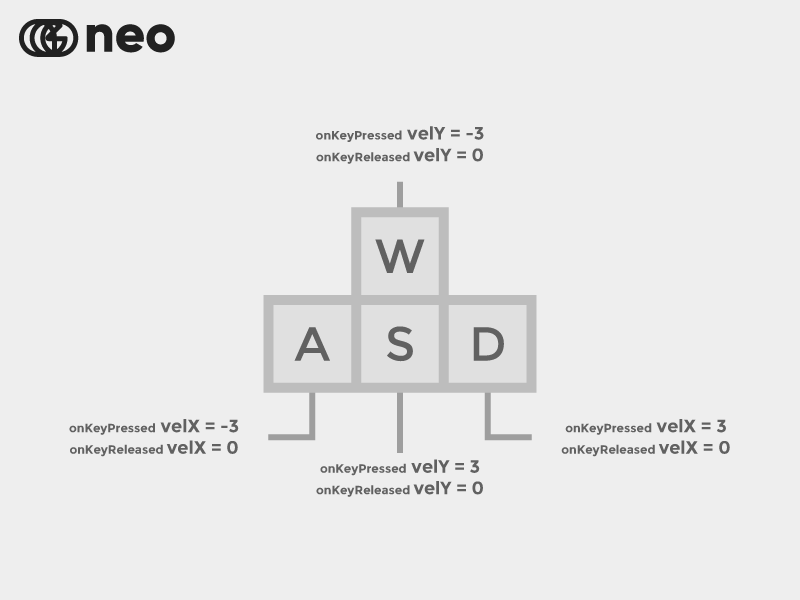 neo
onKeyPressed velY = -3
onKeyReleased velY = 0
W
A S D
onKeyPressed velX = -3
onKeyReleased velX = 0
onKeyPressed velY = 3
onKeyReleased velY = 0
onKeyPressed velX = 3
onKeyReleased velX = 0